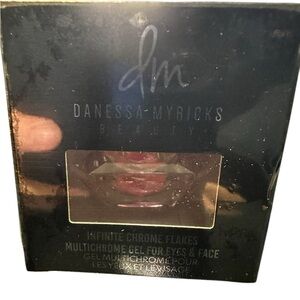 dm
DANESSA MYRICKS
BEAUTY
INFINITE CHROME FLAKES
MULTICHROME GEL FOR EYES & FACE
GEL MULTICHROME POUR
LES YEUX ET LE VISAGE